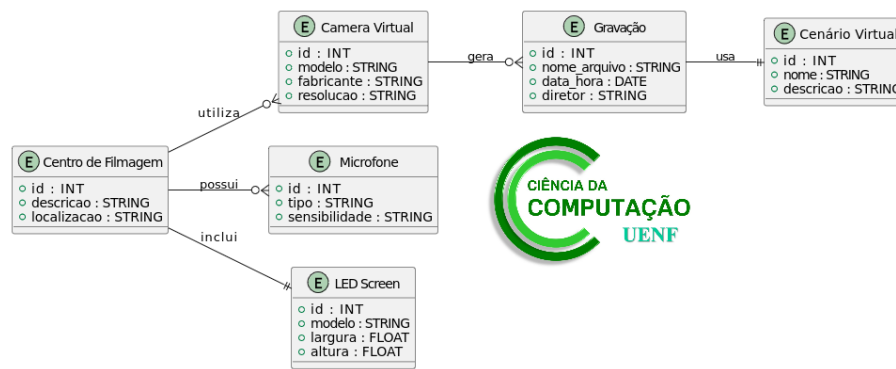 E Camera Virtual
id : INT
modelo : STRING
fabricante : STRING
resolucao : STRING
gera
E Gravação
id : INT
nome_arquivo : STRING
data_hora : DATE
diretor : STRING
usa
E Cenário Virtual
id : INT
nome : STRING
descricao : STRING
utiliza
E Centro de Filmagem
id : INT
descricao : STRING
localizacao : STRING
possui
E Microfone
id : INT
tipo : STRING
sensibilidade : STRING
inclui
E LED Screen
id : INT
modelo : STRING
largura : FLOAT
altura : FLOAT
CIÊNCIA DA
COMPUTAÇÃO
UENF